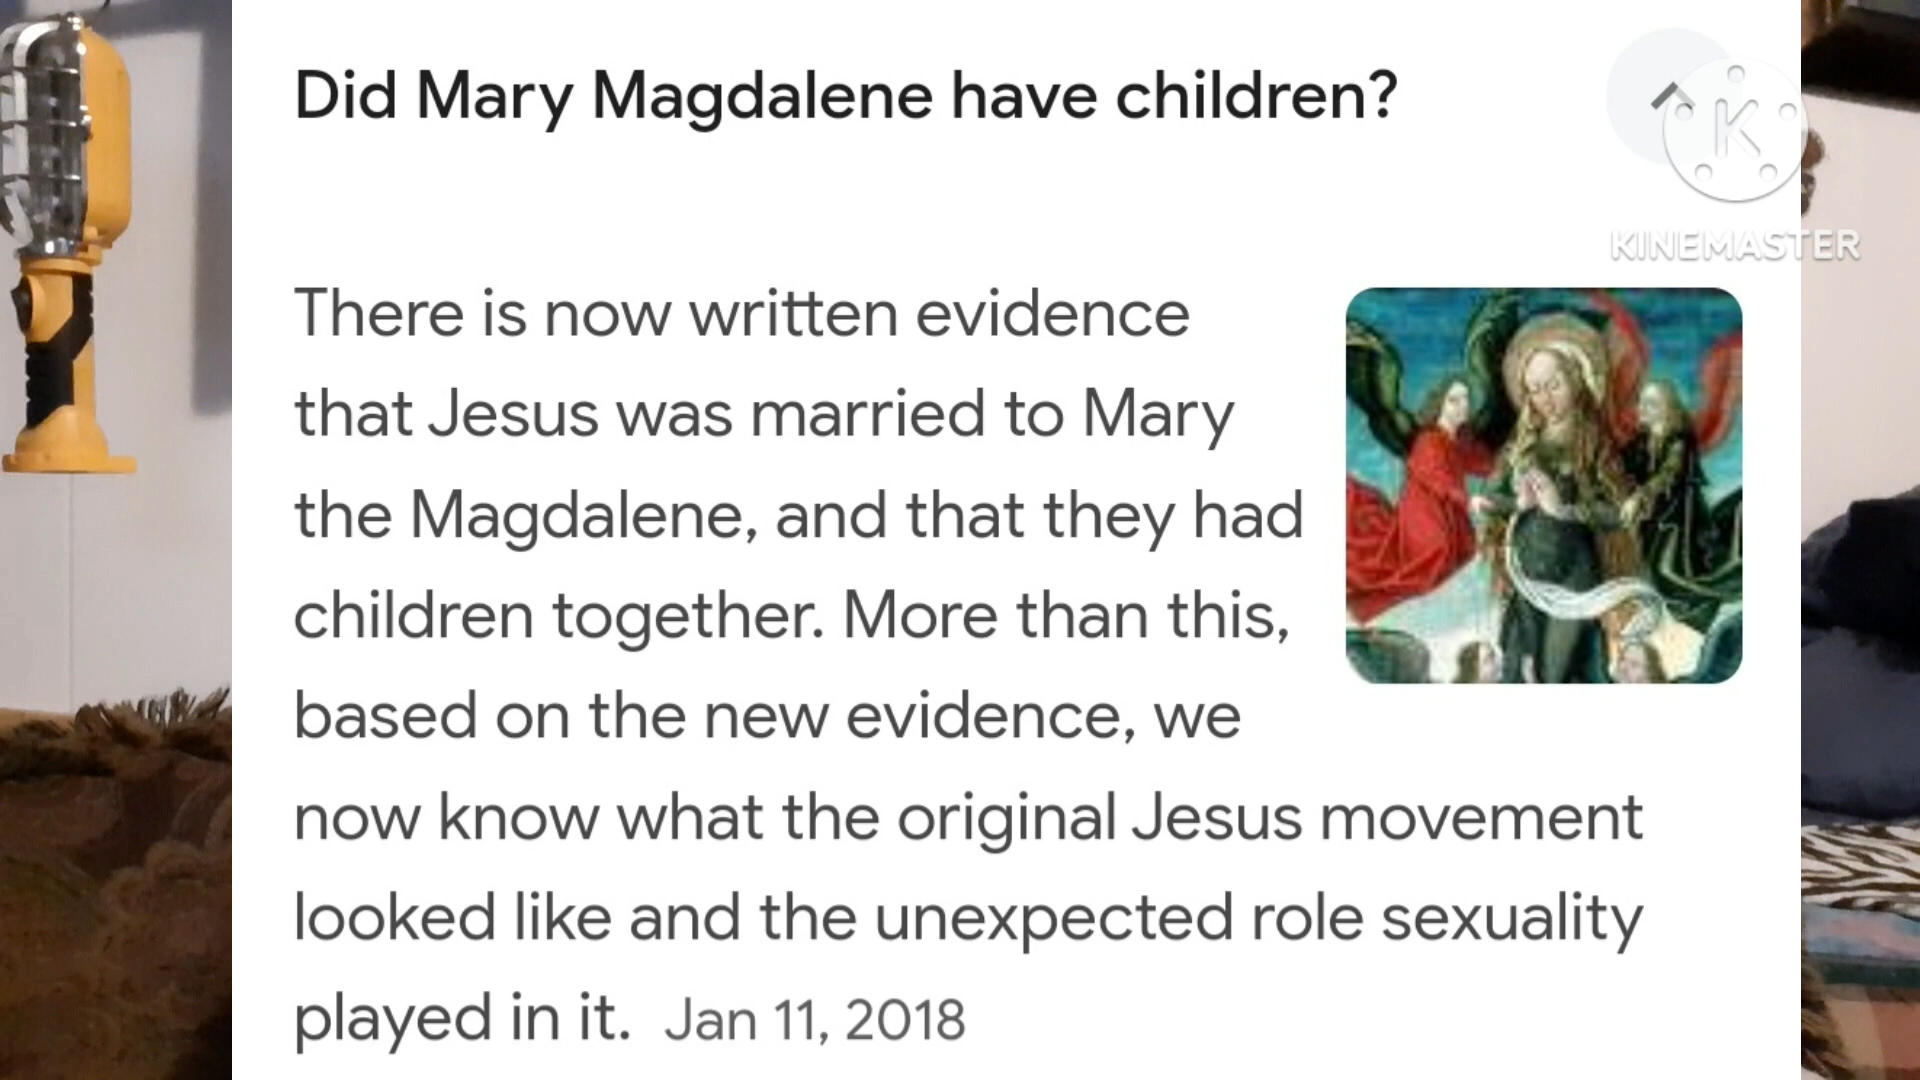 Did Mary Magdalene have children?
K
KINEMASTER
There is now written evidence
that Jesus was married to Mary
the Magdalene, and that they had
children together. More than this,
based on the new evidence, we
now know what the original Jesus movement
looked like and the unexpected role sexuality
played in it. Jan 11, 2018